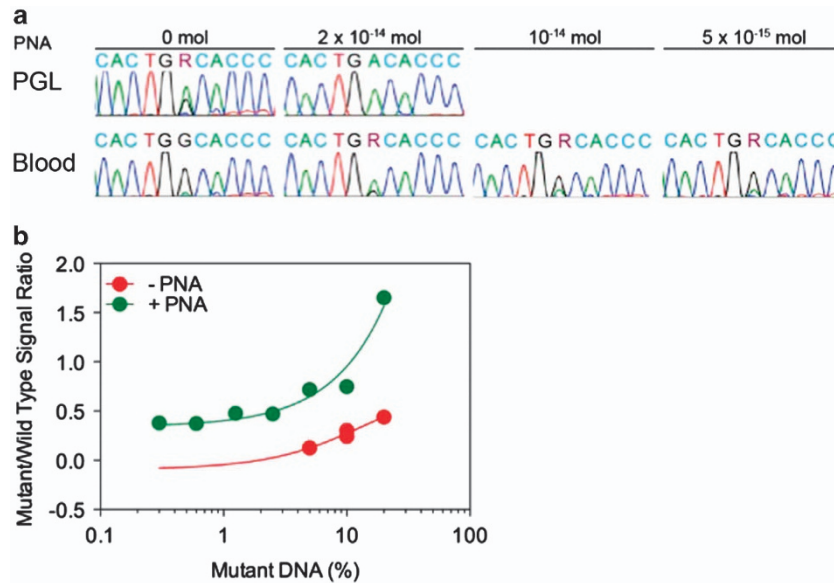 a
PNA 0 mol 2 x 10⁻¹⁴ mol 10⁻¹⁴ mol 5 x 10⁻¹⁵ mol
PGL CACTGRCACCC CACTGACACCC
Blood CACTGGCACCC CACTGRCACCC CACTGRCACCC CACTGRCACCC
b
Mutant/Wild Type Signal Ratio
2.0
1.5
1.0
0.5
0.0
-0.5
- PNA
+ PNA
0.1 1 10 100
Mutant DNA (%)